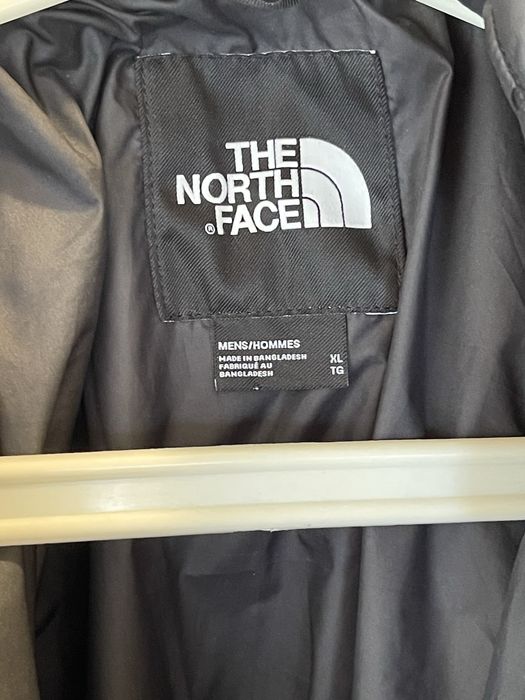 THE
NORTH
® FACE
MENS/HOMMES
MADE IN BANGLADESH XL
FABRIQUÉ AU TG
BANGLADESH